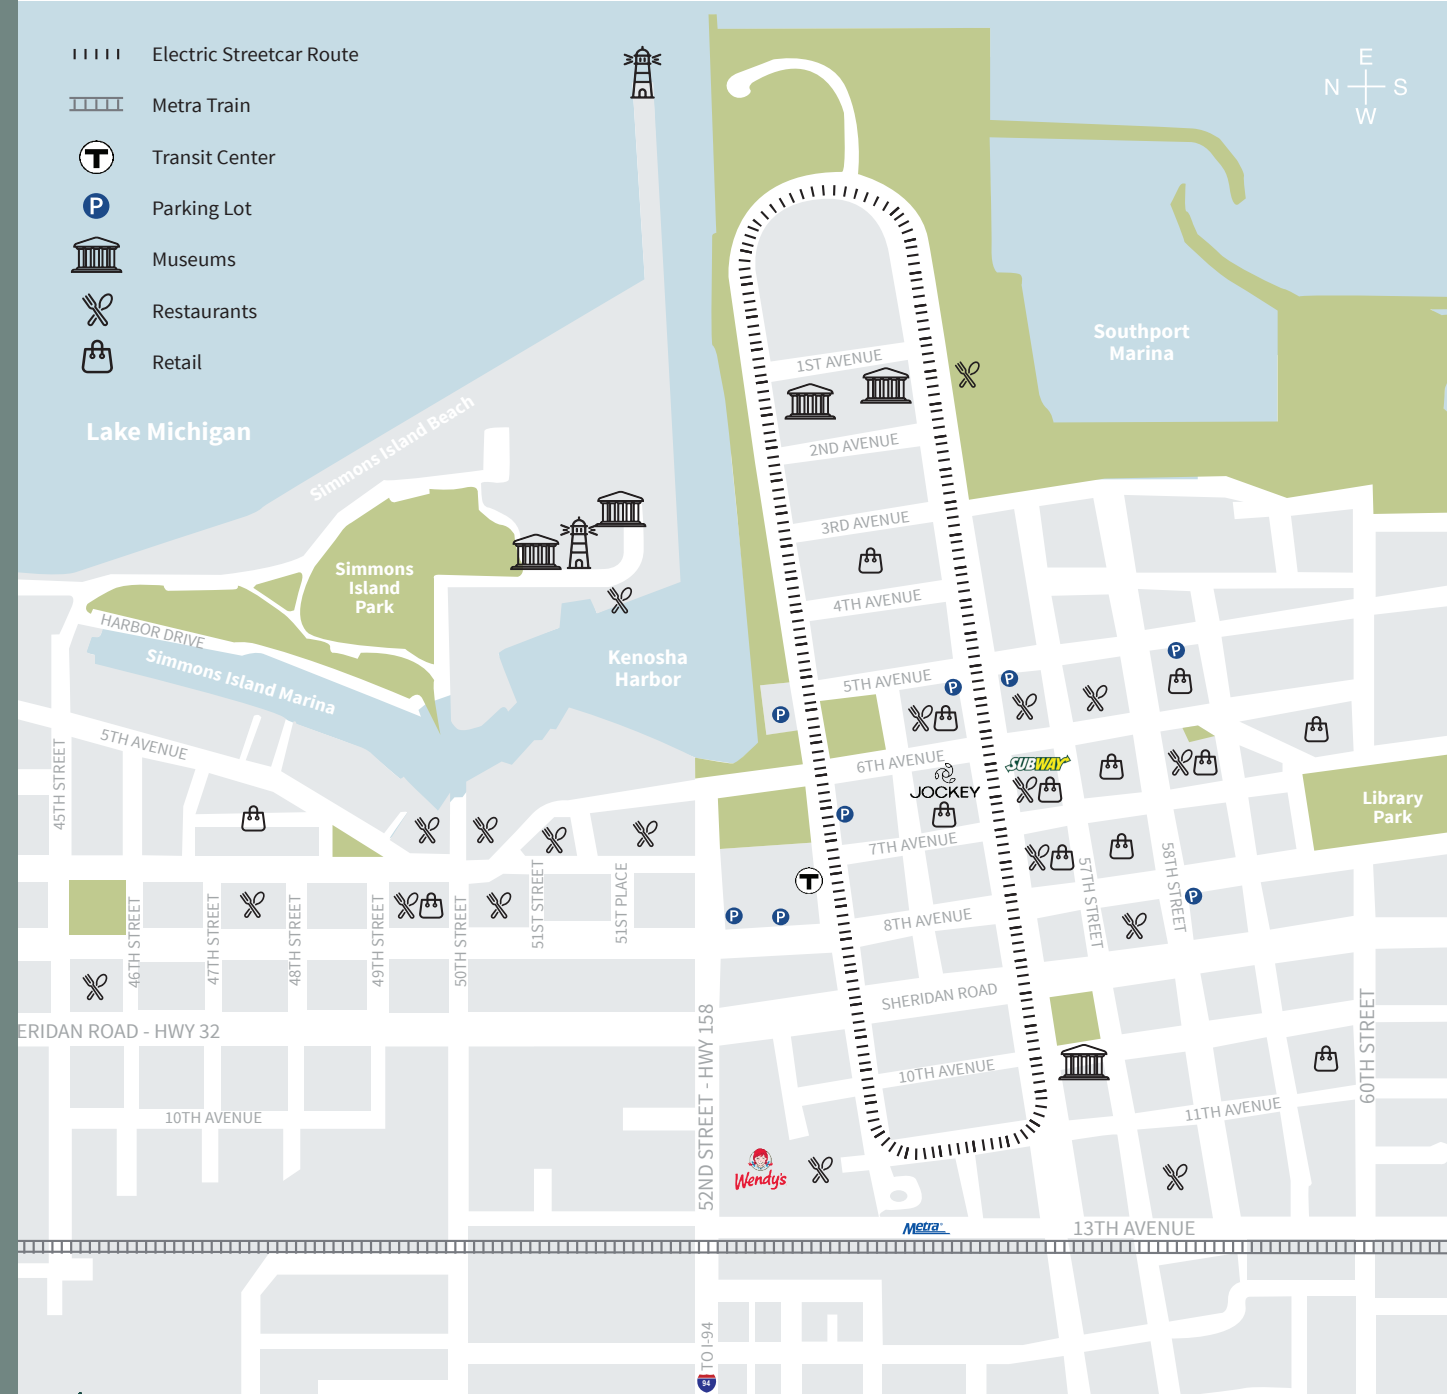 Electric Streetcar Route
Metra Train
T
Transit Center
P
Parking Lot
Museums
Restaurants
Retail
E
N
S
W
Lake Michigan
Simmons Island Beach
Southport
Marina
1ST AVENUE
2ND AVENUE
3RD AVENUE
4TH AVENUE
5TH AVENUE
6TH AVENUE
7TH AVENUE
8TH AVENUE
SHERIDAN ROAD
10TH AVENUE
Simmons
Island
Park
HARBOR DRIVE
Simmons Island Marina
Kenosha
Harbor
P
P
P
P
P
P
P
P
T
5TH AVENUE
45TH STREET
SUBWAY
JOCKEY
Library
Park
46TH STREET
47TH STREET
48TH STREET
49TH STREET
50TH STREET
51ST STREET
51ST PLACE
57TH STREET
58TH STREET
60TH STREET
52ND STREET - HWY 158
ERIDAN ROAD - HWY 32
10TH AVENUE
11TH AVENUE
Wendy's
Metra
13TH AVENUE
TO I-94
94